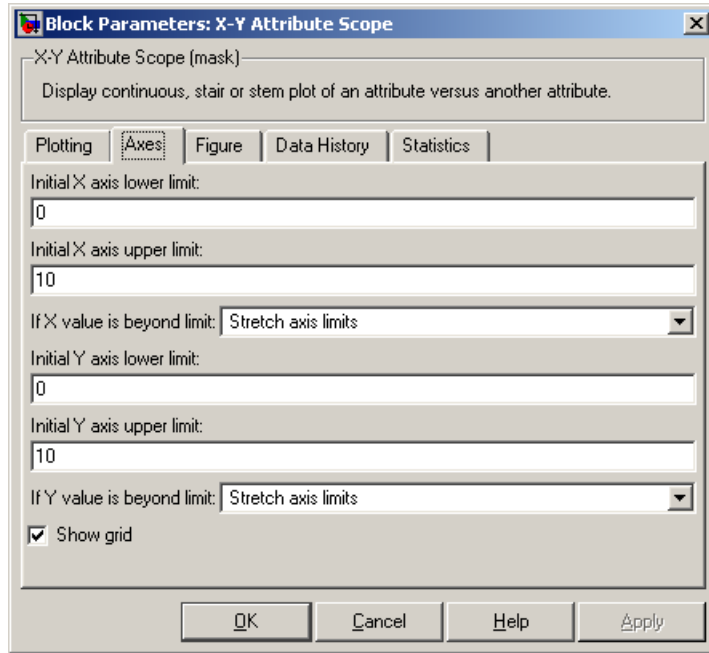 Block Parameters: X-Y Attribute Scope
X-Y Attribute Scope (mask)
Display continuous, stair or stem plot of an attribute versus another attribute.
Plotting Axes Figure Data History Statistics
Initial X axis lower limit:
0
Initial X axis upper limit:
10
If X value is beyond limit: Stretch axis limits
Initial Y axis lower limit:
0
Initial Y axis upper limit:
10
If Y value is beyond limit: Stretch axis limits
Show grid
OK Cancel Help Apply